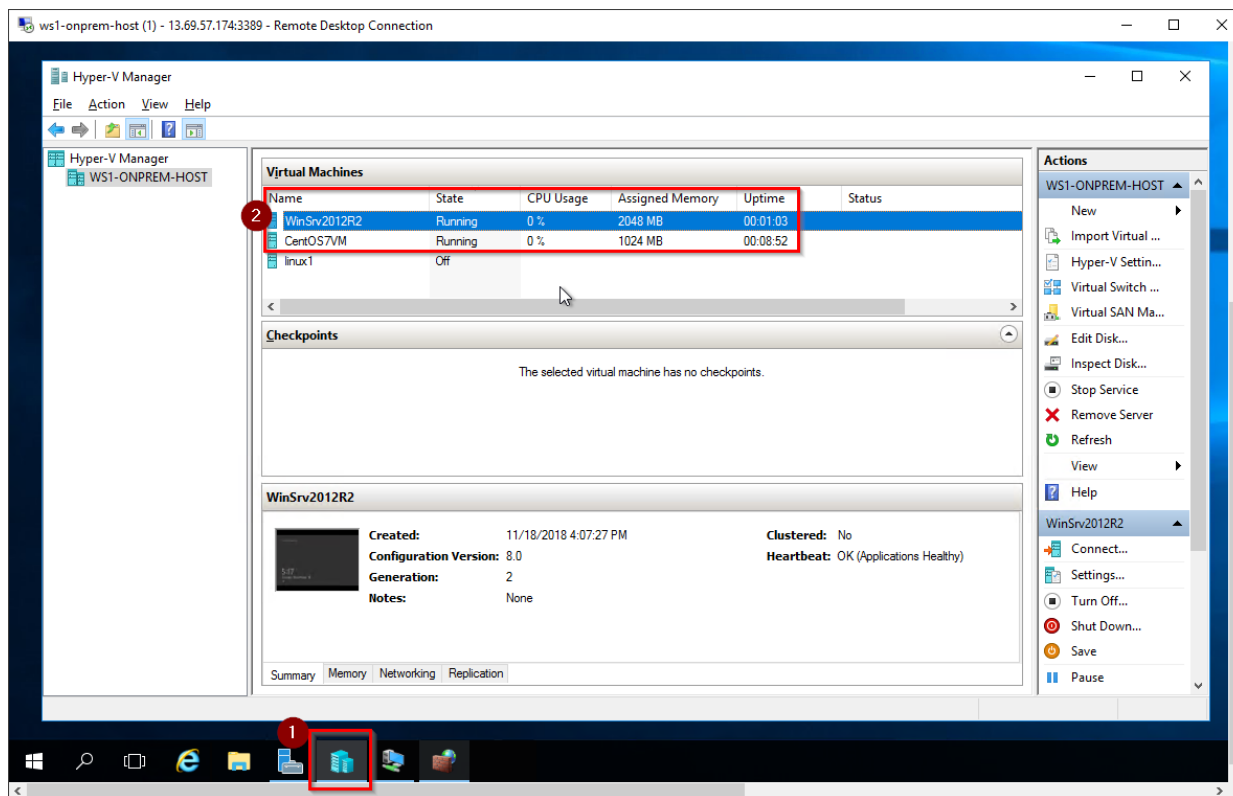 ws1-onprem-host (1) - 13.69.57.174:3389 - Remote Desktop Connection
Hyper-V Manager
File Action View Help
Hyper-V Manager
WS1-ONPREM-HOST
Virtual Machines
Name State CPU Usage Assigned Memory Uptime Status
2
WinSrv2012R2 Running 0 % 2048 MB 00:01:03
CentOS7VM Running 0 % 1024 MB 00:08:52
linux1 Off
Checkpoints
The selected virtual machine has no checkpoints.
WinSrv2012R2
Created: 11/18/2018 4:07:27 PM Clustered: No
Configuration Version: 8.0 Heartbeat: OK (Applications Healthy)
Generation: 2
Notes: None
5:17
Summary Memory Networking Replication
Actions
WS1-ONPREM-HOST
New
Import Virtual ...
Hyper-V Settin...
Virtual Switch ...
Virtual SAN Ma...
Edit Disk...
Inspect Disk...
Stop Service
Remove Server
Refresh
View
Help
WinSrv2012R2
Connect...
Settings...
Turn Off...
Shut Down...
Save
Pause
1